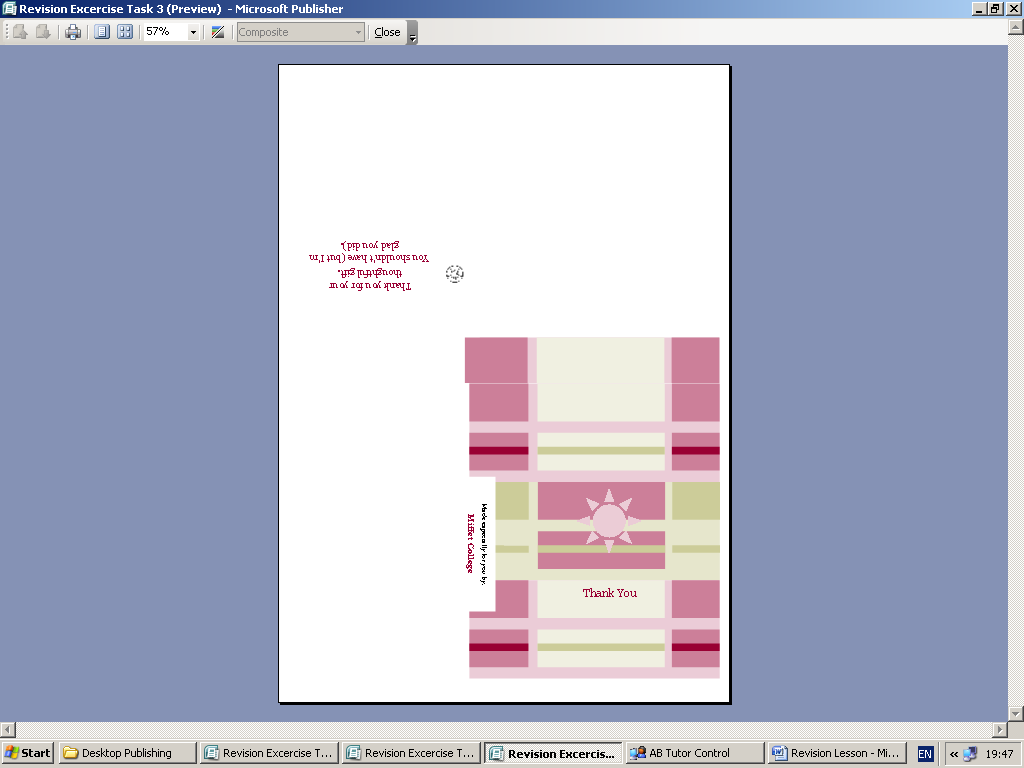 Revision Excercise Task 3 (Preview) - Microsoft Publisher
57%
Composite
Close
Thank you for your
thoughtful gift.
You shouldn't have (but I'm
glad you did).
Made especially for you by:
Miffet College
Thank You
Start
Desktop Publishing
Revision Excercise T...
Revision Excercise T...
Revision Excercis...
AB Tutor Control
Revision Lesson - Mi...
EN
«
19:47